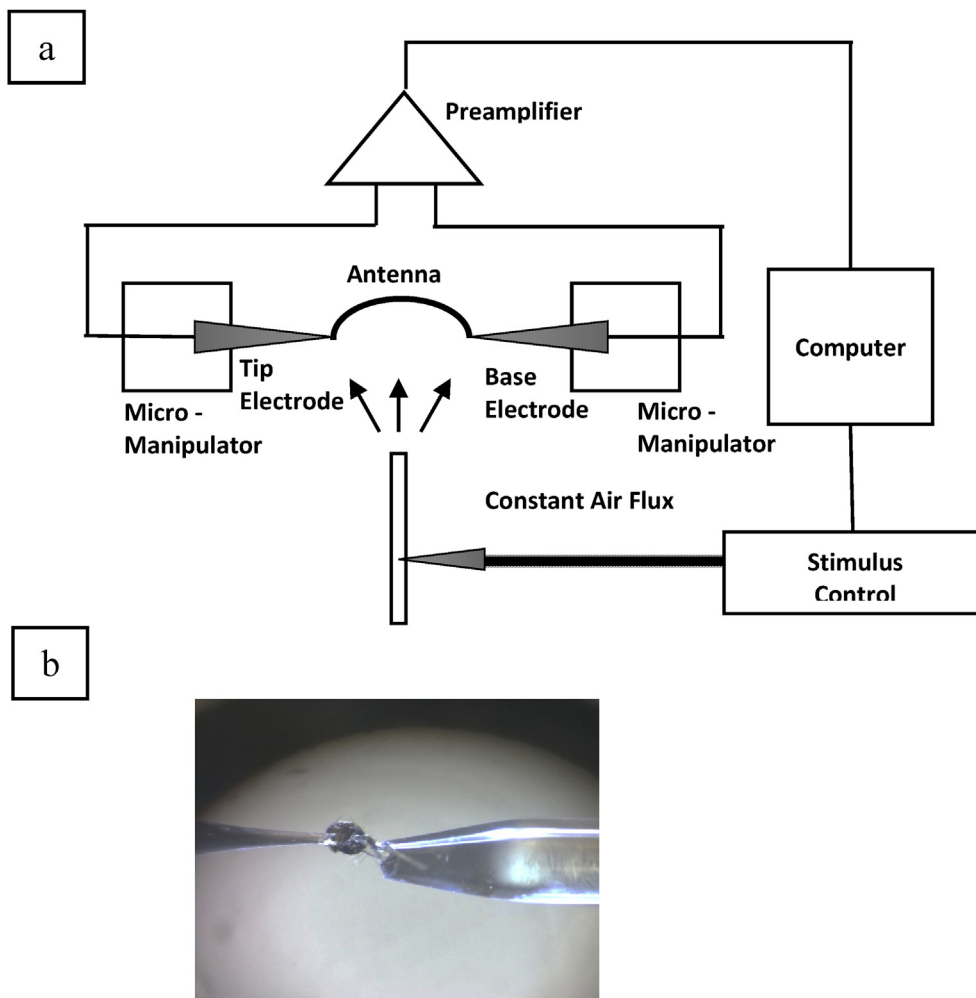 a
Preamplifier
Antenna
Tip
Electrode
Base
Electrode
Micro -
Manipulator
Micro -
Manipulator
Computer
Constant Air Flux
Stimulus
Control
b